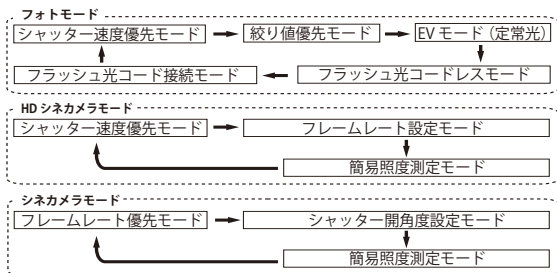 フォトモード
シャッター速度優先モード 絞り値優先モード EVモード(定常光)
フラッシュ光コード接続モード フラッシュ光コードレスモード
HDシネカメラモード
シャッター速度優先モード フレームレート設定モード
簡易照度測定モード
シネカメラモード
フレームレート優先モード シャッター開角度設定モード
簡易照度測定モード